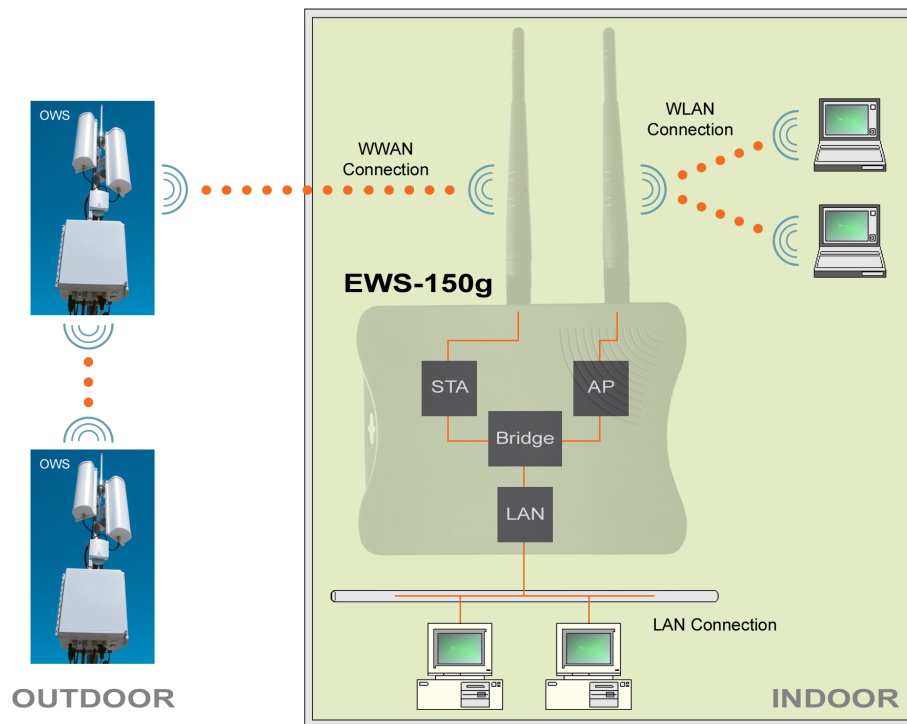 OWS
WWAN
Connection
WLAN
Connection
EWS-150g
STA
AP
Bridge
LAN
OWS
LAN Connection
OUTDOOR
INDOOR